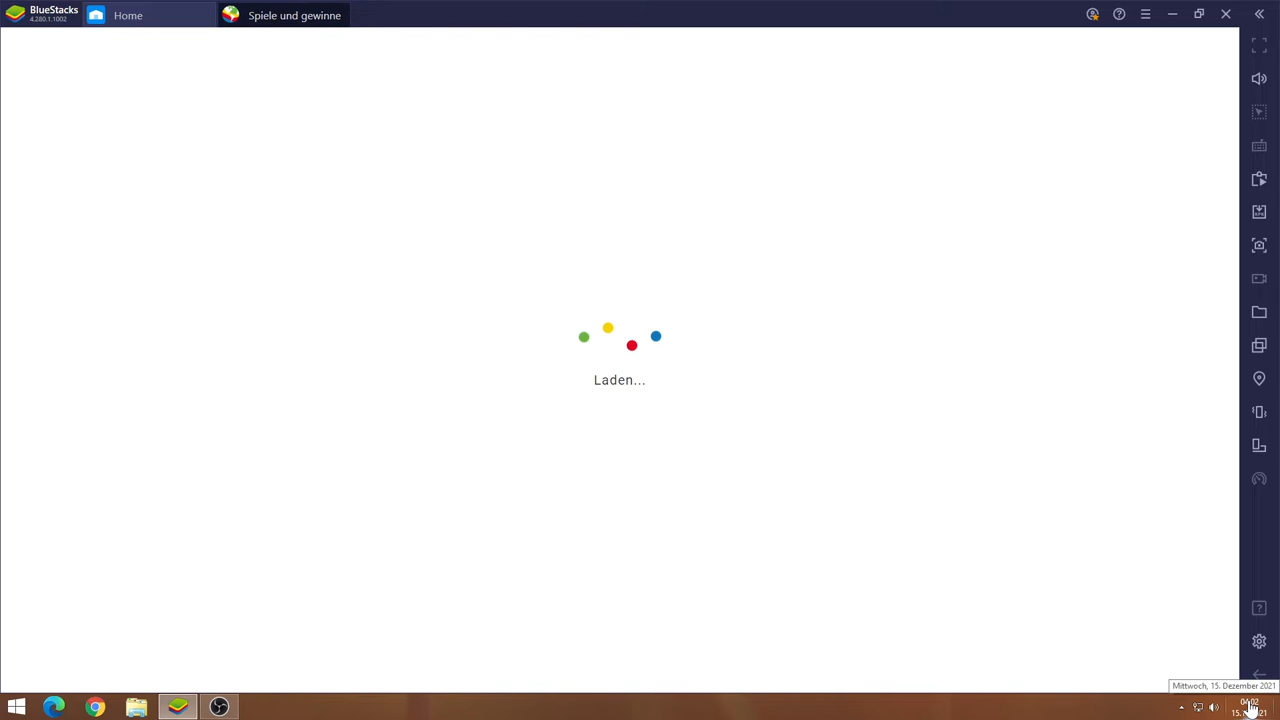 BlueStacks
4.280.1.1002
Home
Spiele und gewinne
Laden...
Mittwoch, 15. Dezember 2021